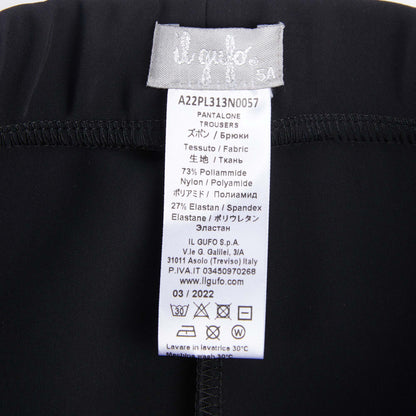 il gufo
5A
A22PL313N0057
PANTALONE
TROUSERS
ズボン / Брюки
Tessuto / Fabric
生地 / Ткань
73% Poliammide
Nylon / Polyamide
ポリアミド / Полиамид
27% Elastan / Spandex
Elastane / ポリウレタン
Эластан
IL GUFO S.p.A.
V.le G. Galilei, 3/A
31011 Asolo (Treviso) Italy
P.IVA.IT 03450970268
www.ilgufo.com
03 / 2022
30
W
Lavare in lavatrice 30°C
Machine wash 30°C